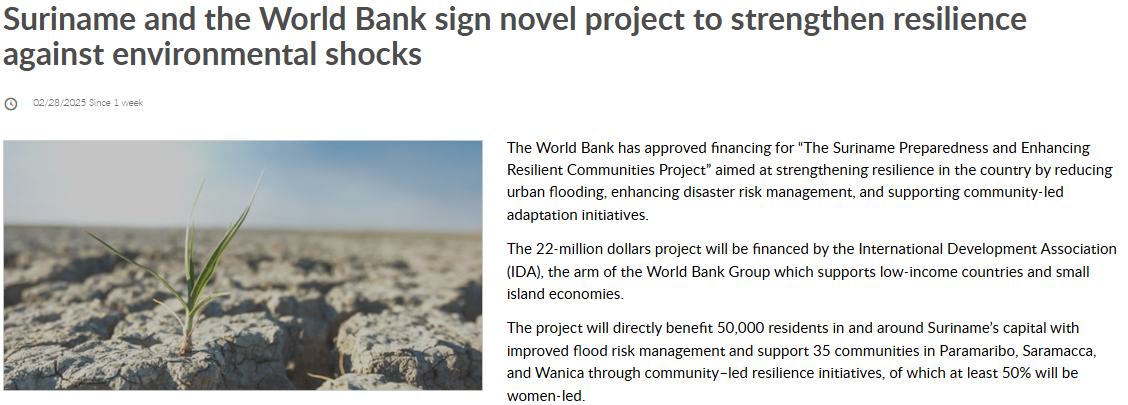 Suriname and the World Bank sign novel project to strengthen resilience
against environmental shocks
02/28/2025 Since 1 week
The World Bank has approved financing for “The Suriname Preparedness and Enhancing
Resilient Communities Project” aimed at strengthening resilience in the country by reducing
urban flooding, enhancing disaster risk management, and supporting community-led
adaptation initiatives.
The 22-million dollars project will be financed by the International Development Association
(IDA), the arm of the World Bank Group which supports low-income countries and small
island economies.
The project will directly benefit 50,000 residents in and around Suriname’s capital with
improved flood risk management and support 35 communities in Paramaribo, Saramacca,
and Wanica through community–led resilience initiatives, of which at least 50% will be
women-led.